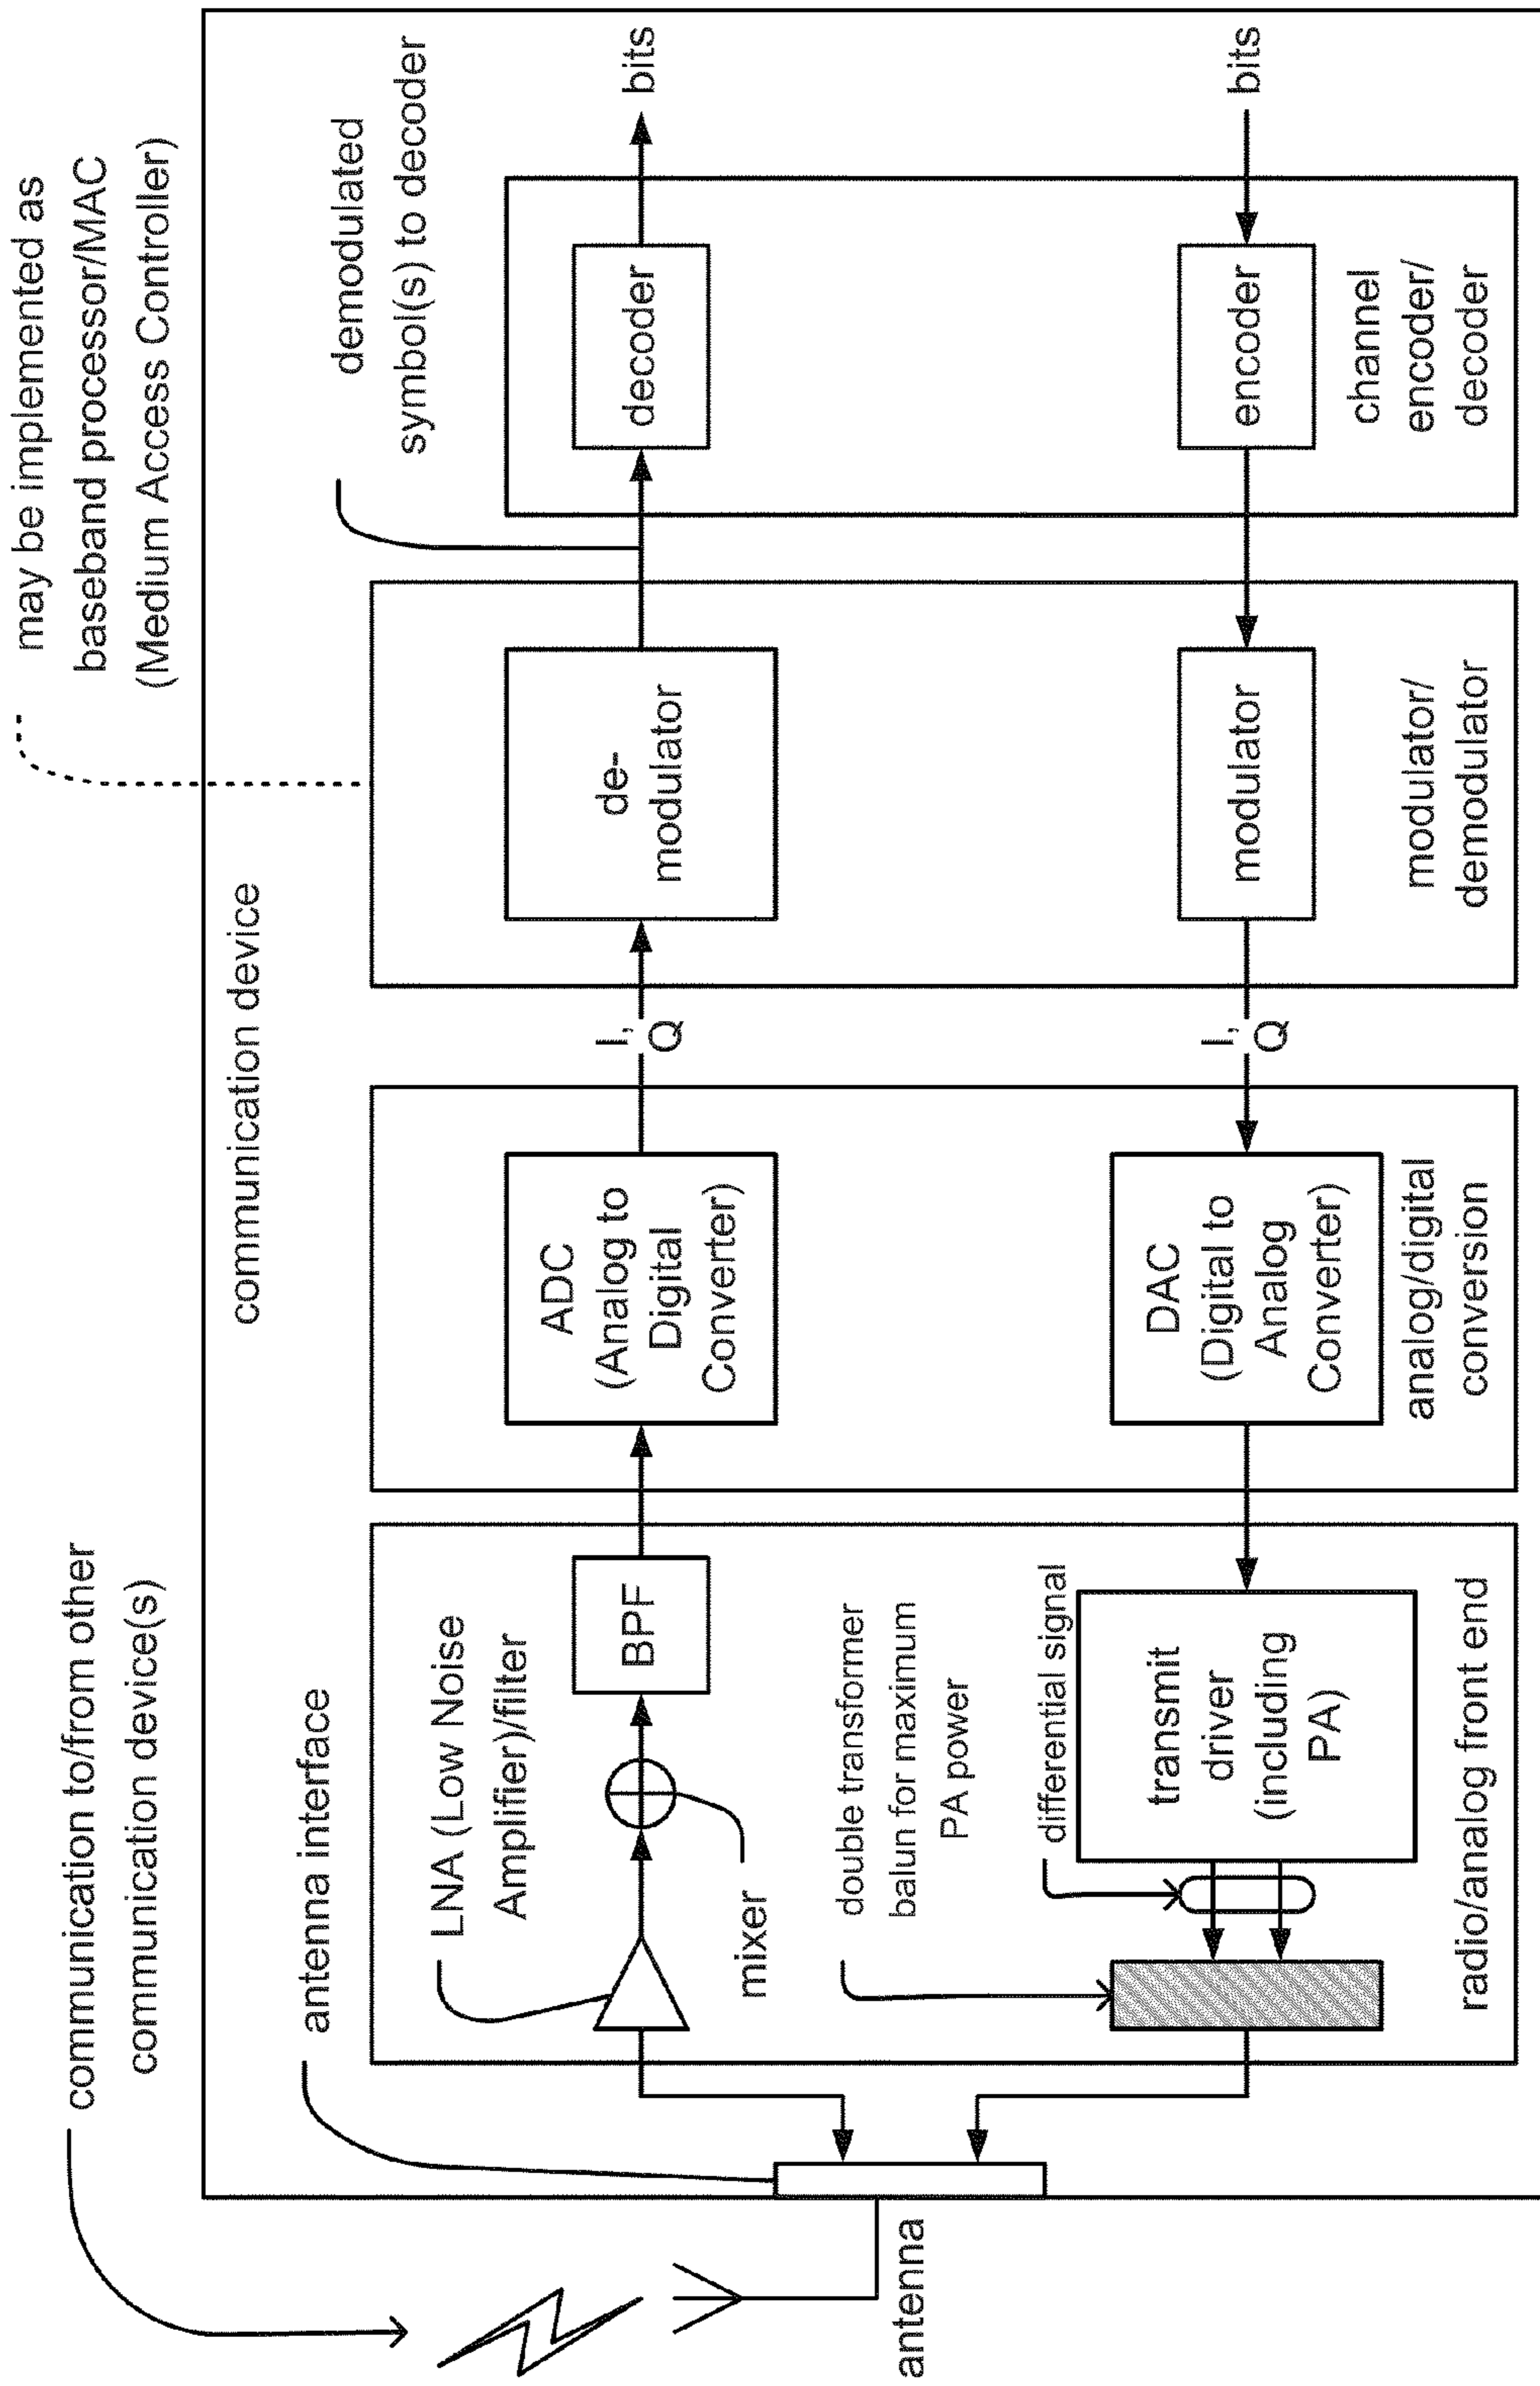 communication to/from other
communication device(s)
may be implemented as
baseband processor/MAC
(Medium Access Controller)
communication device
antenna interface
demodulated
symbol(s) to decoder
LNA (Low Noise
Amplifier)/filter
BPF
mixer
ADC
(Analog to
Digital
Converter)
I,
Q
de-
modulator
decoder
bits
double transformer
balun for maximum
PA power
differential signal
transmit
driver
(including
PA)
DAC
(Digital to
Analog
Converter)
I,
Q
modulator
encoder
bits
antenna
radio/analog front end
analog/digital
conversion
modulator/
demodulator
channel
encoder/
decoder